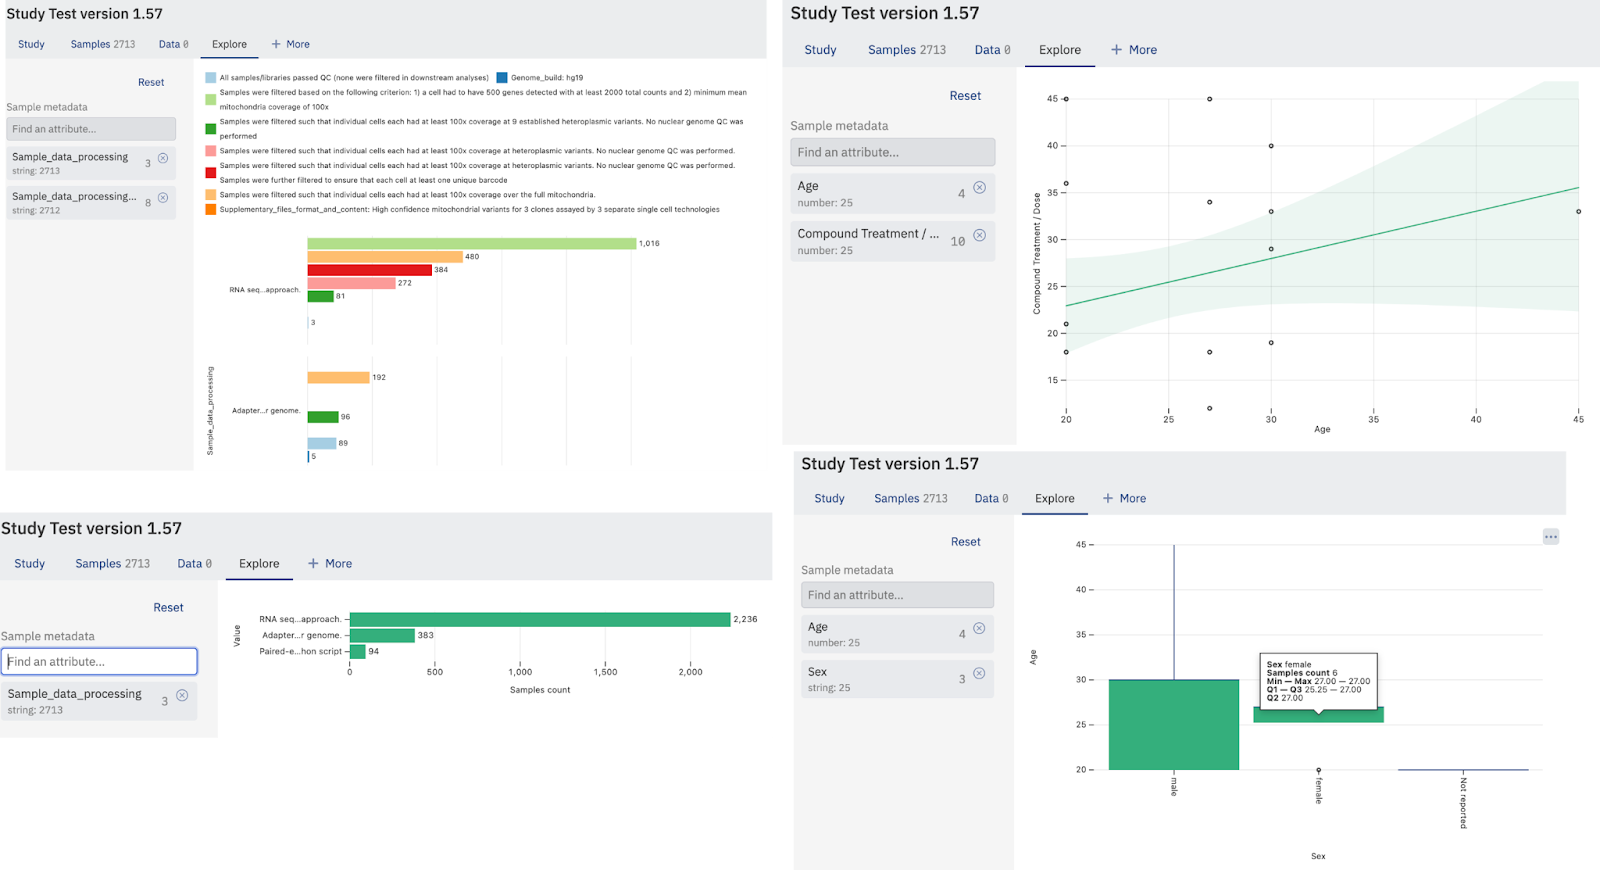 Study Test version 1.57
Study Samples 2713 Data 0 Explore + More
Reset
Sample metadata
Find an attribute...
Sample_data_processing 3
string: 2713
Sample_data_processing... 8
string: 2712
All samples/libraries passed QC (none were filtered in downstream analyses) Genome_build: hg19
Samples were filtered based on the following criterion: 1) a cell had to have 500 genes detected with at least 2000 total counts and 2) minimum mean
mitochondria coverage of 100x
Samples were filtered such that individual cells each had at least 100x coverage at 9 established heteroplasmic variants. No nuclear genome QC was
performed
Samples were filtered such that individual cells each had at least 100x coverage at heteroplasmic variants. No nuclear genome QC was performed.
Samples were filtered such that individual cells each had at least 100x coverage at heteroplasmic variants. No nuclear genome QC was performed.
Samples were further filtered to ensure that each cell at least one unique barcode
Samples were filtered such that individual cells each had at least 100x coverage over the full mitochondria.
Supplementary_files_format_and_content: High confidence mitochondrial variants for 3 clones assayed by 3 separate single cell technologies
1,016
480
384
272
RNA seq...approach.
81
3
192
Adapter...r genome.
96
89
5
Sample_data_processing
Study Test version 1.57
Study Samples 2713 Data 0 Explore + More
Reset
Sample metadata
Find an attribute...
Age 4
number: 25
Compound Treatment / ... 10
number: 25
45
40
35
30
25
20
15
Compound Treatment / Dose
20 25 30 35 40 45
Age
Study Test version 1.57
Study Samples 2713 Data 0 Explore + More
Reset
Sample metadata
Find an attribute...
Sample_data_processing 3
string: 2713
Value
RNA seq...approach. 2,236
Adapter...r genome. 383
Paired-e...hon script 94
0 500 1,000 1,500 2,000
Samples count
Study Test version 1.57
Study Samples 2713 Data 0 Explore + More
Reset
Sample metadata
Find an attribute...
Age 4
number: 25
Sex 3
string: 25
45
40
35
30
25
20
Age
Sex female
Samples count 6
Min — Max 27.00 — 27.00
Q1 — Q3 25.25 — 27.00
Q2 27.00
male
female
Not reported
Sex